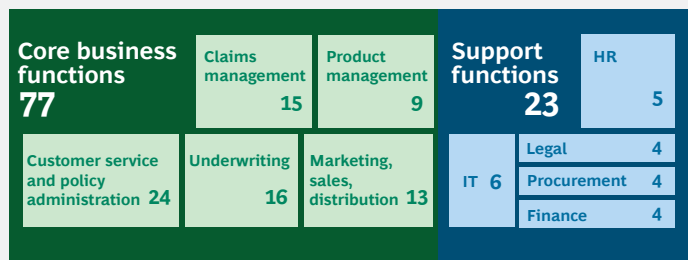 Core business
functions
77
Claims
management
15
Product
management
9
Customer service
and policy
administration 24
Underwriting
16
Marketing,
sales,
distribution 13
Support
functions
23
HR
5
IT 6
Legal 4
Procurement 4
Finance 4